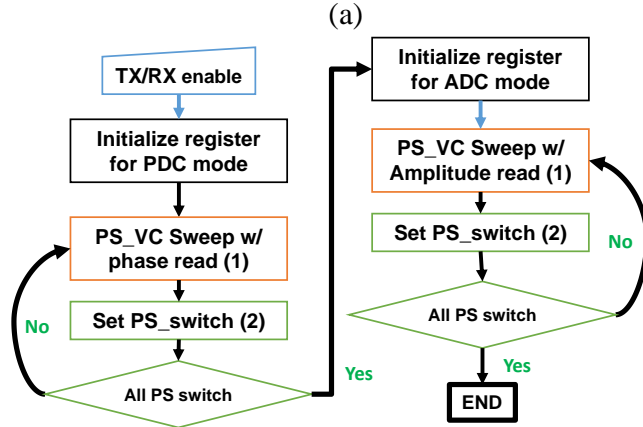 (a)
TX/RX enable
Initialize register
for PDC mode
PS_VC Sweep w/
phase read (1)
No
Set PS_switch (2)
All PS switch
Yes
Initialize register
for ADC mode
PS_VC Sweep w/
Amplitude read (1)
No
Set PS_switch (2)
All PS switch
Yes
END